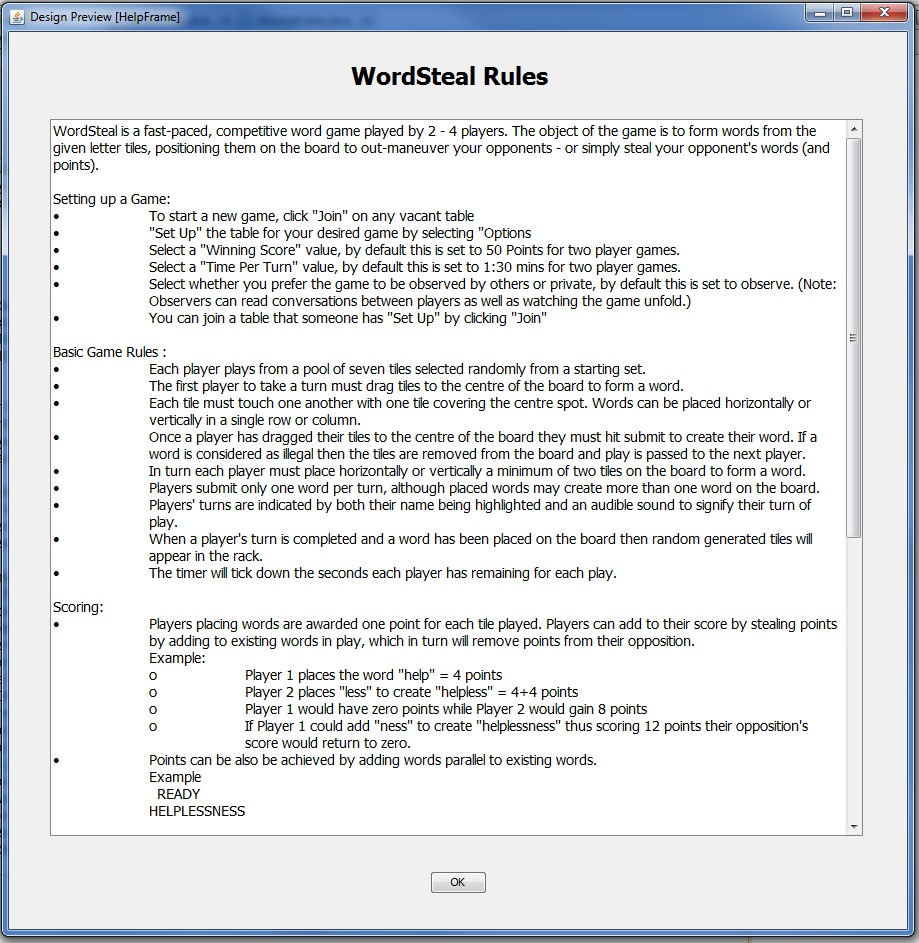 Design Preview [HelpFrame]
WordSteal Rules
WordSteal is a fast-paced, competitive word game played by 2 - 4 players. The object of the game is to form words from the
given letter tiles, positioning them on the board to out-maneuver your opponents - or simply steal your opponent's words (and
points).
Setting up a Game:
• To start a new game, click "Join" on any vacant table
• "Set Up" the table for your desired game by selecting "Options
• Select a "Winning Score" value, by default this is set to 50 Points for two player games.
• Select a "Time Per Turn" value, by default this is set to 1:30 mins for two player games.
• Select whether you prefer the game to be observed by others or private, by default this is set to observe. (Note:
Observers can read conversations between players as well as watching the game unfold.)
• You can join a table that someone has "Set Up" by clicking "Join"
Basic Game Rules :
• Each player plays from a pool of seven tiles selected randomly from a starting set.
• The first player to take a turn must drag tiles to the centre of the board to form a word.
• Each tile must touch one another with one tile covering the centre spot. Words can be placed horizontally or
vertically in a single row or column.
• Once a player has dragged their tiles to the centre of the board they must hit submit to create their word. If a
word is considered as illegal then the tiles are removed from the board and play is passed to the next player.
• In turn each player must place horizontally or vertically a minimum of two tiles on the board to form a word.
• Players submit only one word per turn, although placed words may create more than one word on the board.
• Players' turns are indicated by both their name being highlighted and an audible sound to signify their turn of
play.
• When a player's turn is completed and a word has been placed on the board then random generated tiles will
appear in the rack.
• The timer will tick down the seconds each player has remaining for each play.
Scoring:
• Players placing words are awarded one point for each tile played. Players can add to their score by stealing points
by adding to existing words in play, which in turn will remove points from their opposition.
Example:
o Player 1 places the word "help" = 4 points
o Player 2 places "less" to create "helpless" = 4+4 points
o Player 1 would have zero points while Player 2 would gain 8 points
o If Player 1 could add "ness" to create "helplessness" thus scoring 12 points their opposition's
score would return to zero.
• Points can be also be achieved by adding words parallel to existing words.
Example
READY
HELPLESSNESS
OK